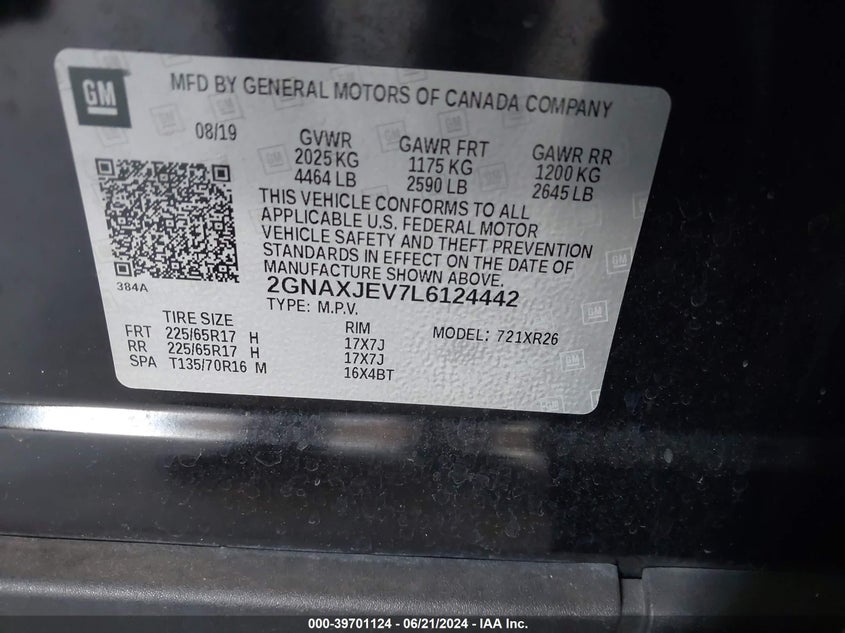 GM
MFD BY GENERAL MOTORS OF CANADA COMPANY
08/19
GVWR
2025 KG
4464 LB
GAWR FRT
1175 KG
2590 LB
GAWR RR
1200 KG
2645 LB
THIS VEHICLE CONFORMS TO ALL
APPLICABLE U.S. FEDERAL MOTOR
VEHICLE SAFETY AND THEFT PREVENTION
STANDARDS IN EFFECT ON THE DATE OF
MANUFACTURE SHOWN ABOVE.
384A
2GNAXJEV7L6124442
TYPE: M.P.V.
TIRE SIZE RIM MODEL: 721XR26
FRT 225/65R17 H 17X7J
RR 225/65R17 H 17X7J
SPA T135/70R16 M 16X4BT
000-39701124 - 06/21/2024 - IAA, Inc.